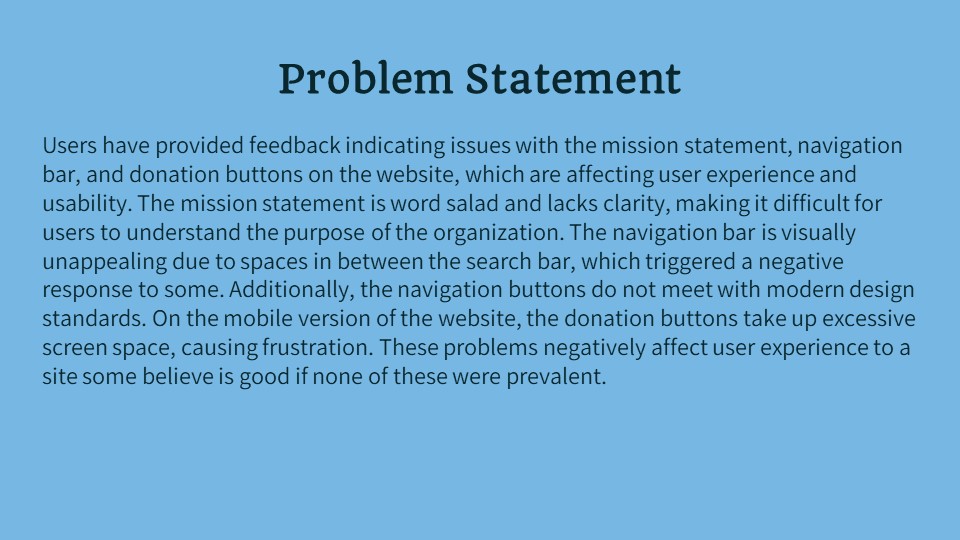 Problem Statement
Users have provided feedback indicating issues with the mission statement, navigation
bar, and donation buttons on the website, which are affecting user experience and
usability. The mission statement is word salad and lacks clarity, making it difficult for
users to understand the purpose of the organization. The navigation bar is visually
unappealing due to spaces in between the search bar, which triggered a negative
response to some. Additionally, the navigation buttons do not meet with modern design
standards. On the mobile version of the website, the donation buttons take up excessive
screen space, causing frustration. These problems negatively affect user experience to a
site some believe is good if none of these were prevalent.